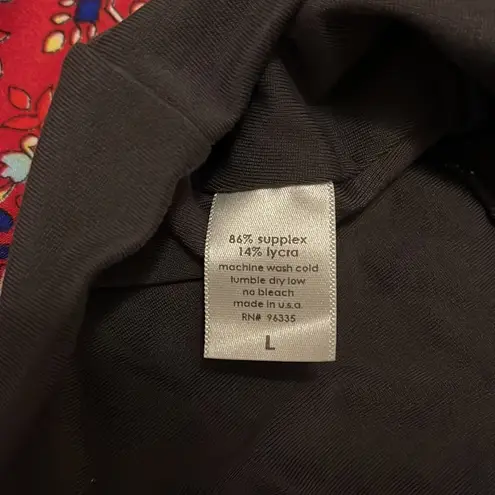 86% supplex
14% lycra
machine wash cold
tumble dry low
no bleach
made in u.s.a.
RN# 96335
L